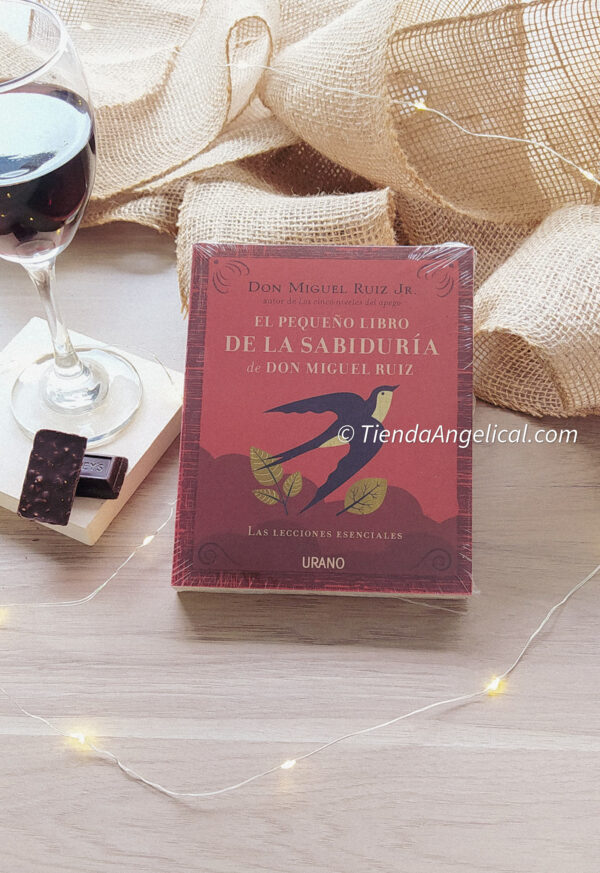 DON MIGUEL RUIZ JR.
autor de Los cinco niveles del apego
EL PEQUEÑO LIBRO
DE LA SABIDURÍA
de DON MIGUEL RUIZ
© TiendaAngelical.com
LAS LECCIONES ESENCIALES
URANO